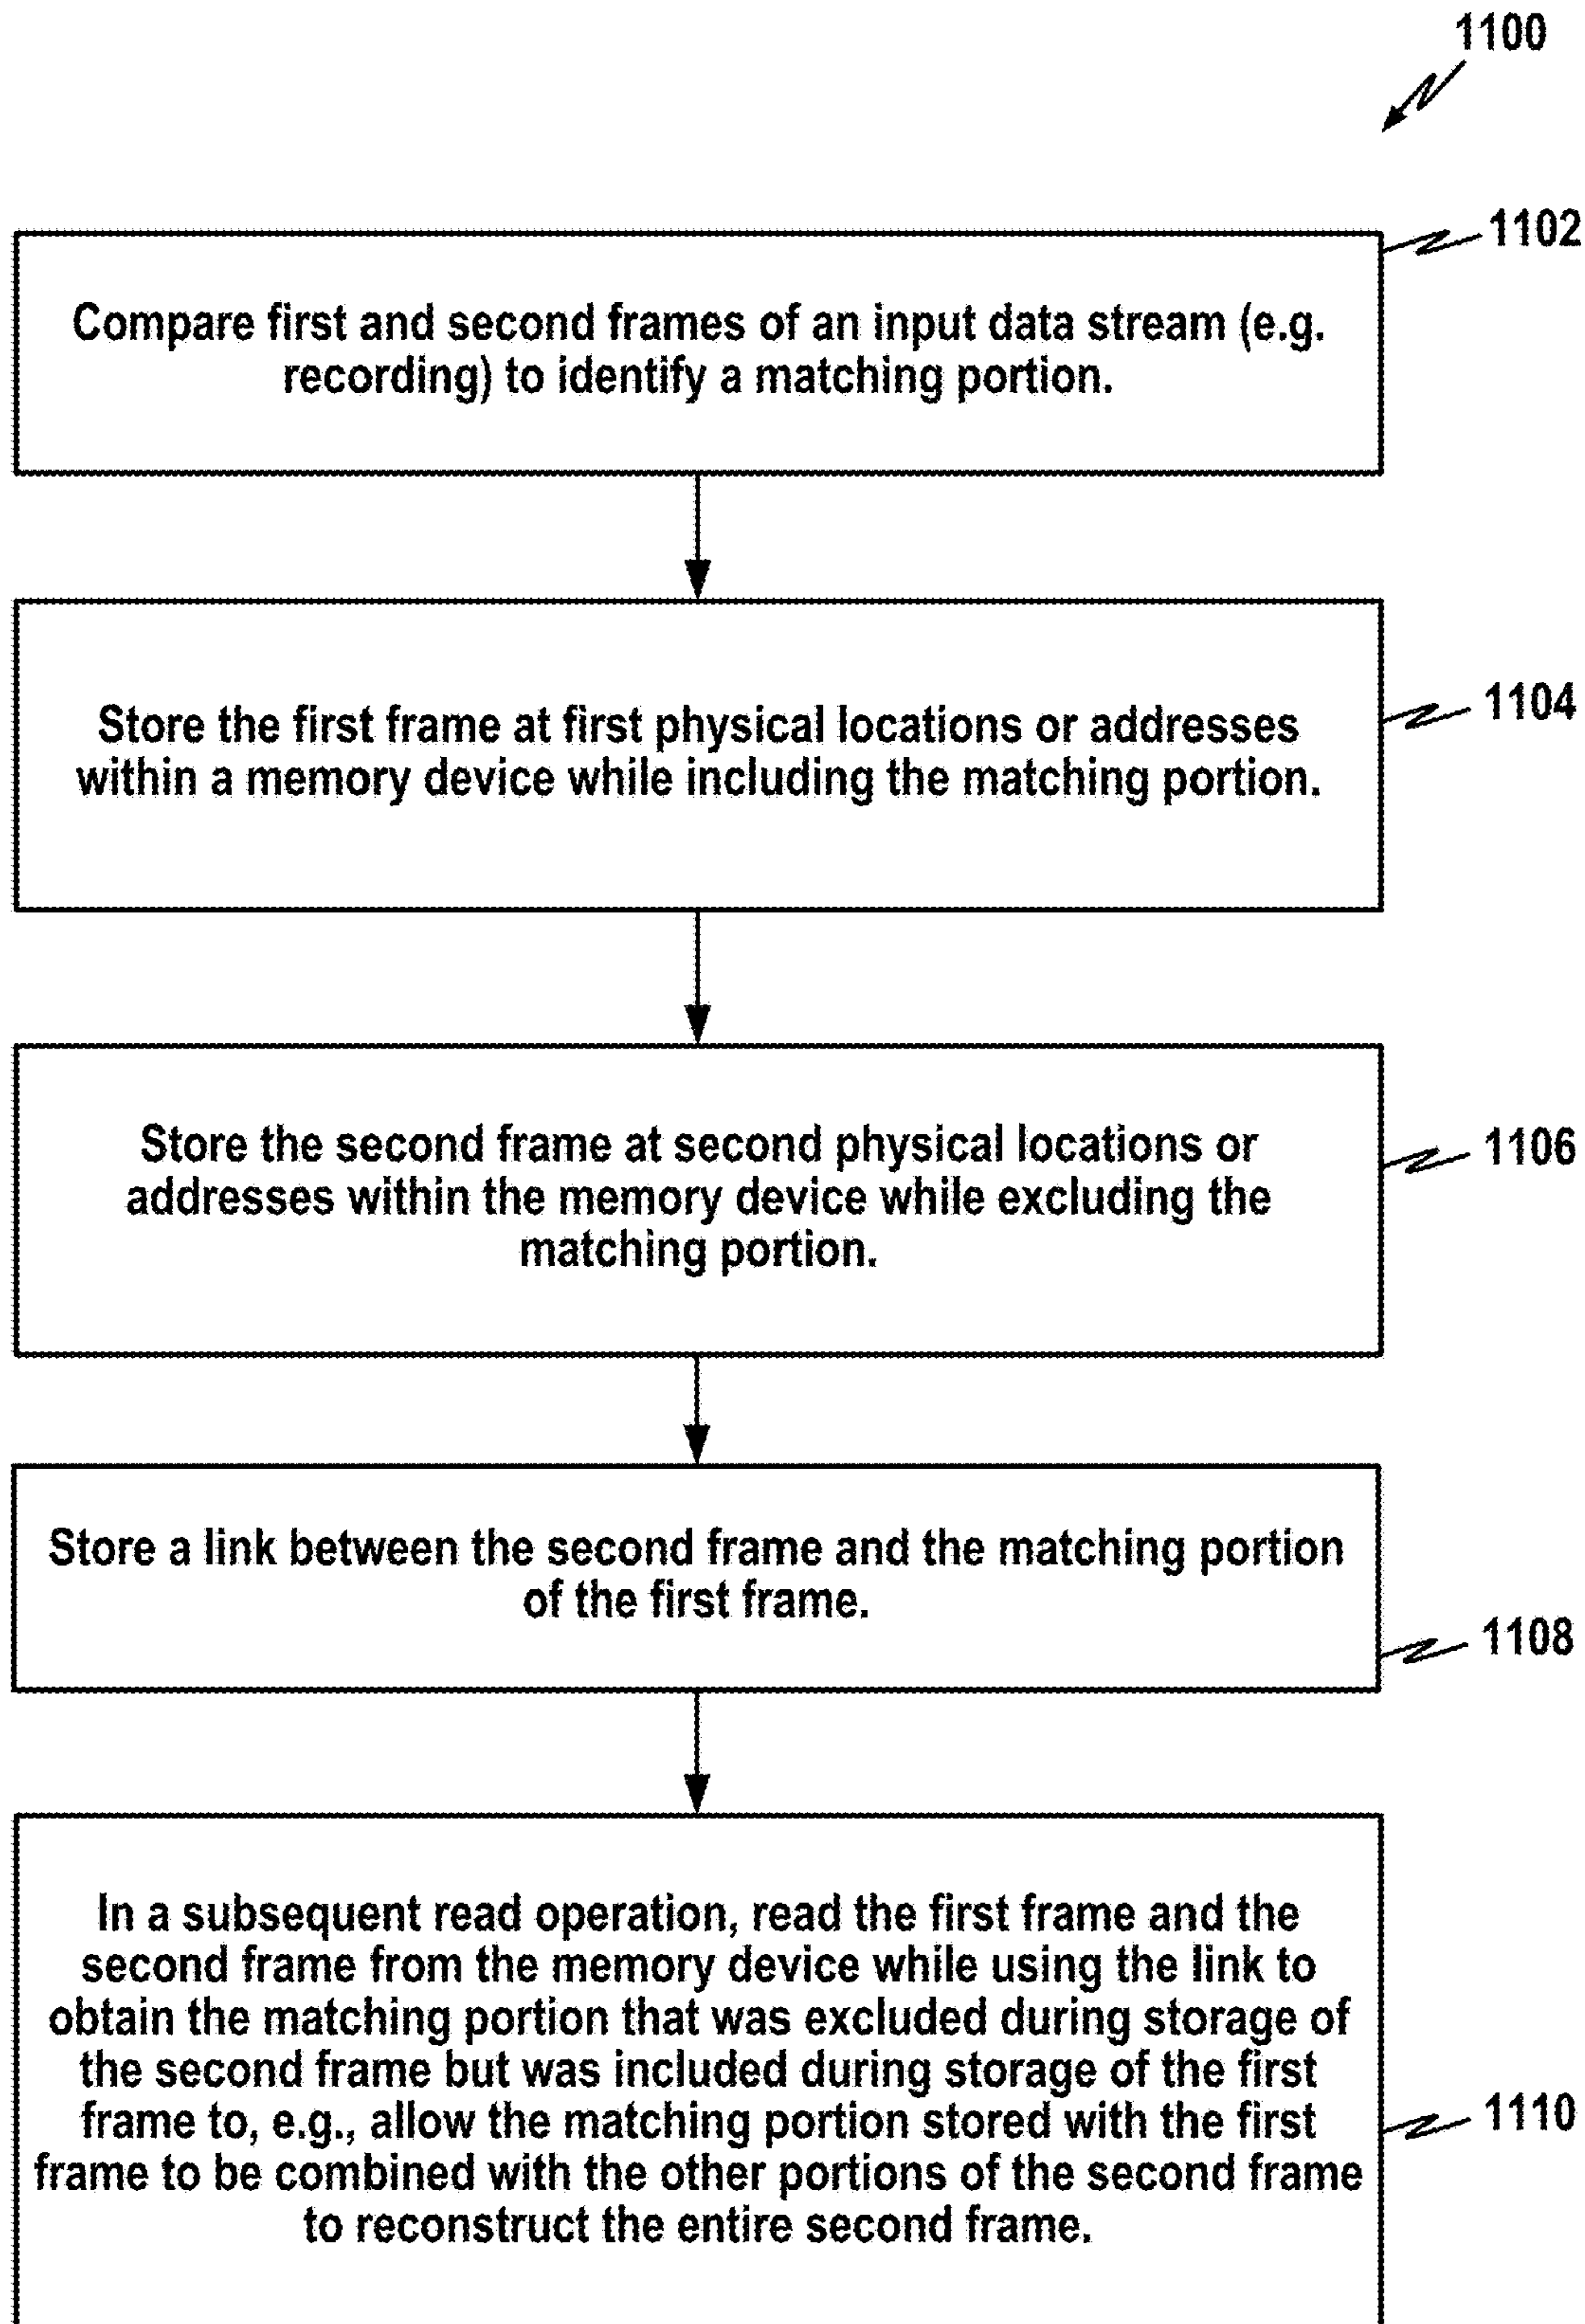 1100
1102
Compare first and second frames of an input data stream (e.g.
recording) to identify a matching portion.
1104
Store the first frame at first physical locations or addresses
within a memory device while including the matching portion.
1106
Store the second frame at second physical locations or
addresses within the memory device while excluding the
matching portion.
Store a link between the second frame and the matching portion
of the first frame.
1108
In a subsequent read operation, read the first frame and the
second frame from the memory device while using the link to
obtain the matching portion that was excluded during storage of
the second frame but was included during storage of the first
frame to, e.g., allow the matching portion stored with the first
frame to be combined with the other portions of the second frame
to reconstruct the entire second frame.
1110